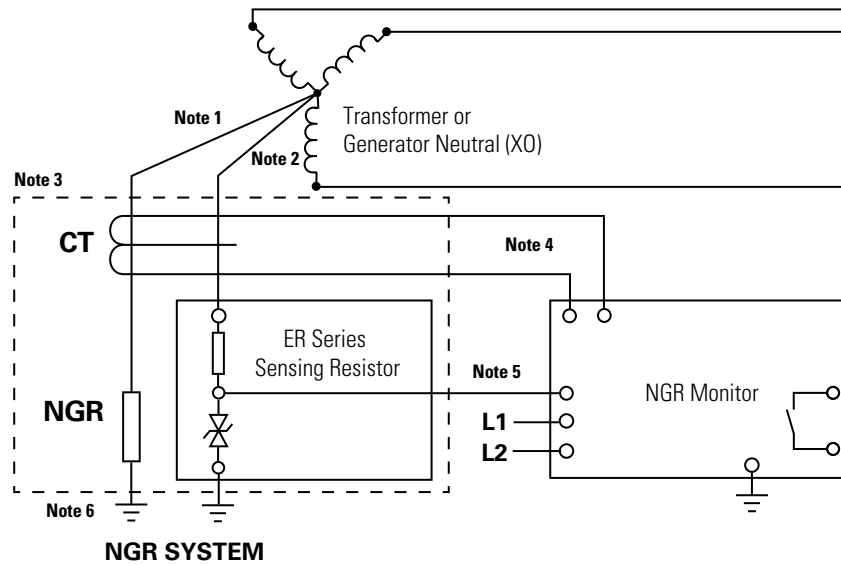 Note 1
Transformer or
Generator Neutral (X0)
Note 2
Note 3
CT
Note 4
ER Series
Sensing Resistor
Note 5
NGR Monitor
NGR
L1
L2
Note 6
NGR SYSTEM